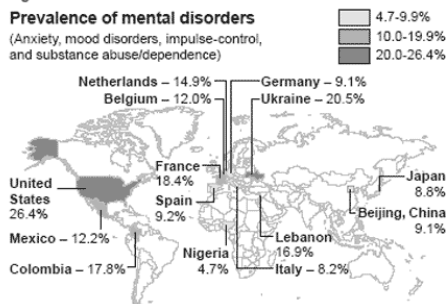 Prevalence of mental disorders
(Anxiety, mood disorders, impulse-control,
and substance abuse/dependence)
4.7-9.9%
10.0-19.9%
20.0-26.4%
Netherlands – 14.9%
Germany – 9.1%
Belgium – 12.0%
Ukraine – 20.5%
France
18.4%
United
States
26.4%
Spain
9.2%
Japan
8.8%
Beijing, China
9.1%
Mexico – 12.2%
Colombia – 17.8%
Nigeria
4.7%
Lebanon
16.9%
Italy – 8.2%